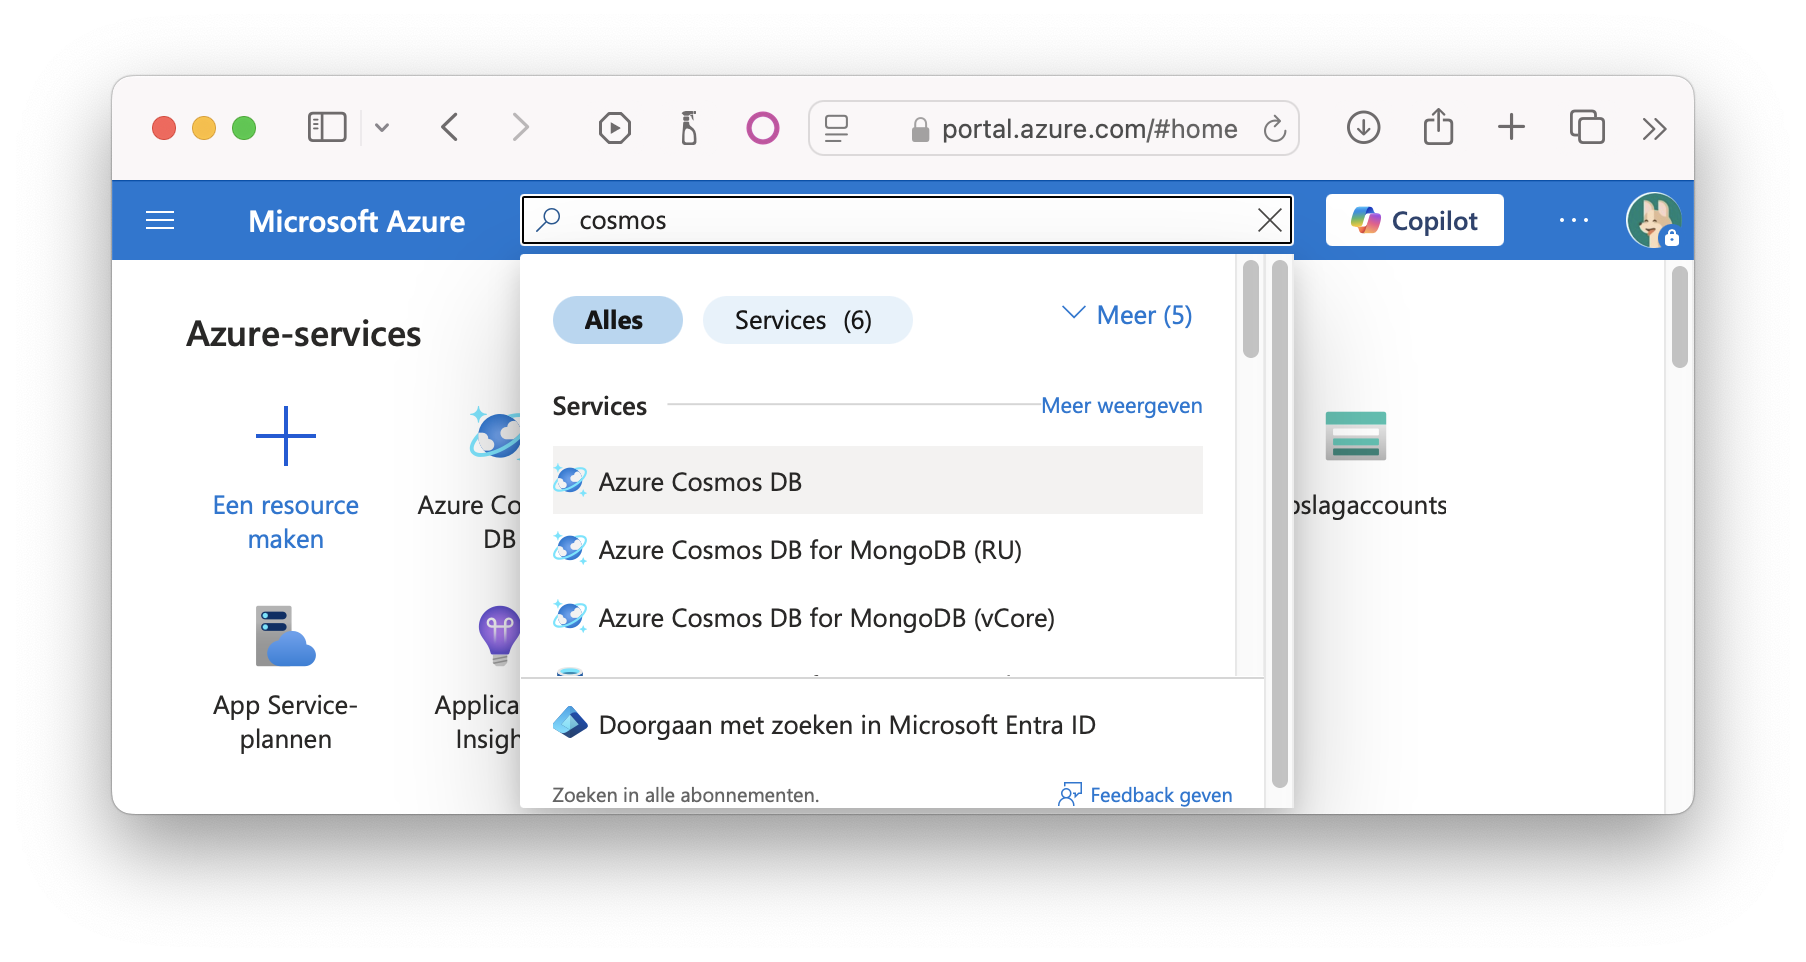 portal.azure.com/#home
Microsoft Azure
cosmos
Copilot
Azure-services
Een resource
maken
Azure Co
DB
App Service-
plannen
Applica
Insigh
Alles
Services (6)
Meer (5)
Services
Meer weergeven
Azure Cosmos DB
Azure Cosmos DB for MongoDB (RU)
Azure Cosmos DB for MongoDB (vCore)
Doorgaan met zoeken in Microsoft Entra ID
Zoeken in alle abonnementen.
Feedback geven
slagaccounts